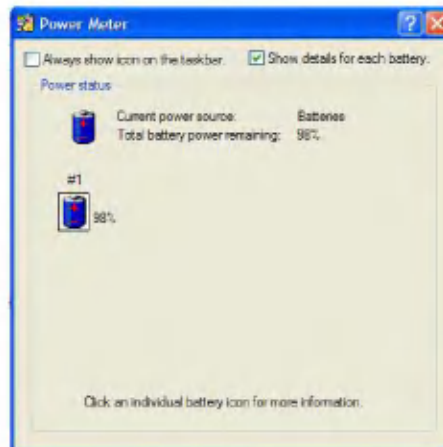 Power Meter
Always show icon on the taskbar. Show details for each battery.
Power status
Current power source: Batteries
Total battery power remaining: 98%
#1
98%
Click an individual battery icon for more information.